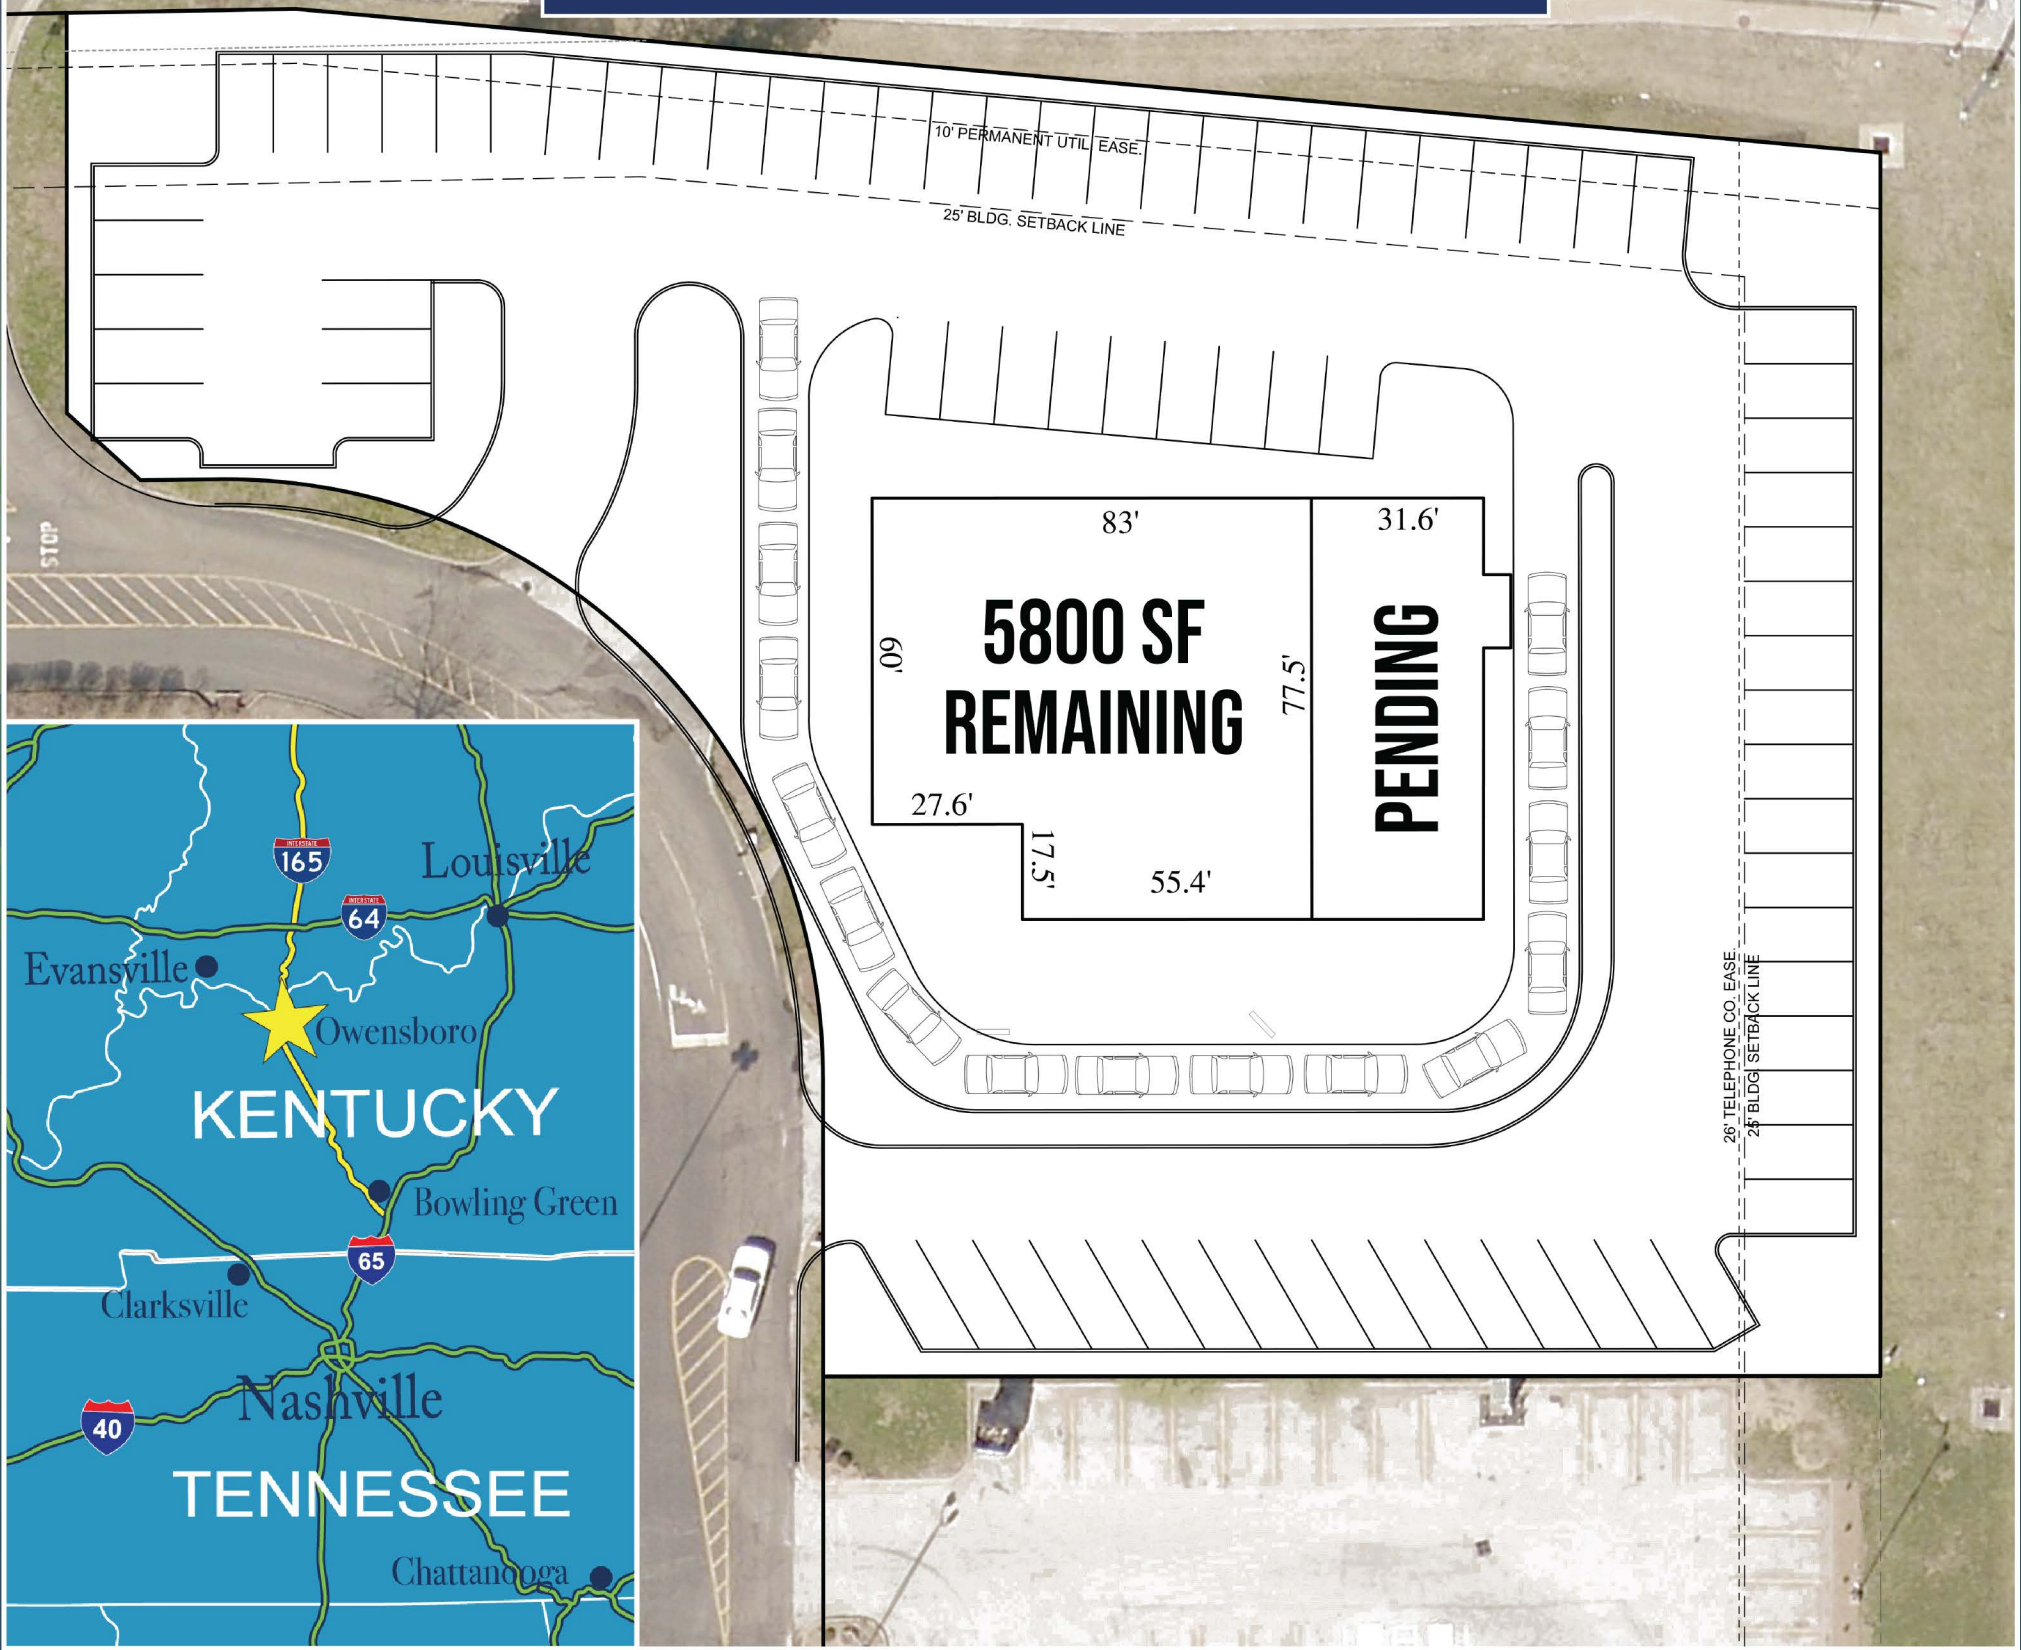 10' PERMANENT UTIL. EASE.
25' BLDG. SETBACK LINE
83'
31.6'
60'
5800 SF
REMAINING
77.5'
PENDING
27.6'
17.5'
55.4'
26' TELEPHONE CO. EASE.
25' BLDG. SETBACK LINE
STOP
INTERSTATE
165
Louisville
INTERSTATE
64
Evansville
Owensboro
KENTUCKY
Bowling Green
65
Clarksville
Nashville
40
TENNESSEE
Chattanooga